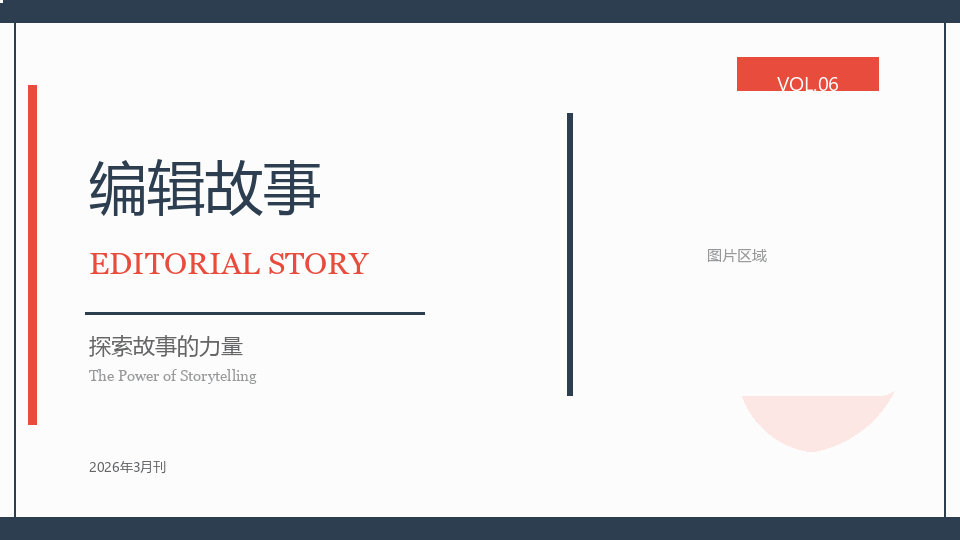 VOL.06
编辑故事
EDITORIAL STORY
图片区域
探索故事的力量
The Power of Storytelling
2026年3月刊